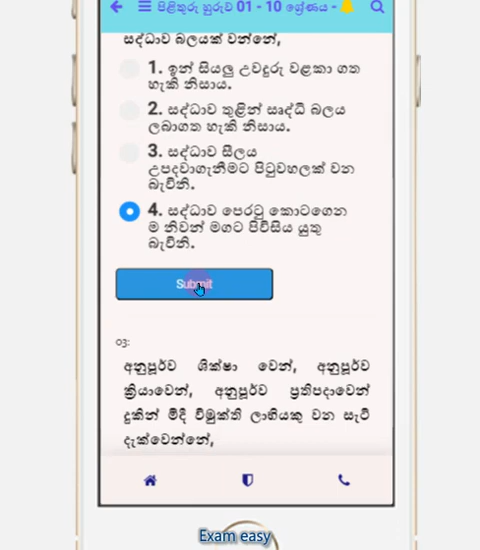 පිළිතුරු හුරුව 01 - 10 ශ්‍රේණිය -
සද්ධාව බලයක් වන්නේ,
1. ඉන් සියලු උවදුරු වළකා ගත
හැකි නිසාය.
2. සද්ධාව තුළින් සෘද්ධි බලය
ලබාගත හැකි නිසාය.
3. සද්ධාව සීලය
උපදවාගැනීමට පිටුවහලක් වන
බැවිනි.
4. සද්ධාව පෙරටු කොටගෙන
ම නිවන් මගට පිවිසිය යුතු
බැවිනි.
Submit
03:
අනුපූර්ව ශික්ෂා වෙන්, අනුපූර්ව
ක්‍රියාවෙන්, අනුපූර්ව ප්‍රතිපදාවෙන්
දුකින් මිදී විමුක්ති ලාභියකු වන සැටි
දැක්වෙන්නේ,
Exam easy